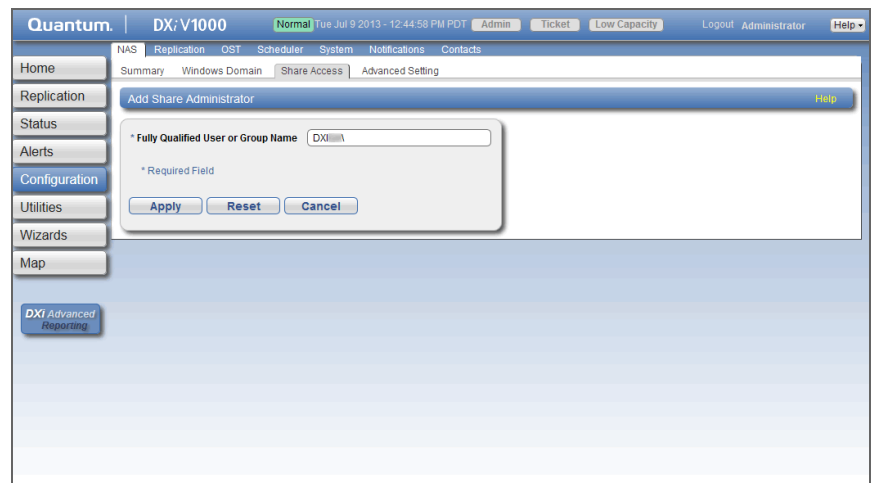 Quantum. DXi V1000 Normal Tue Jul 9 2013 - 12:44:58 PM PDT Admin Ticket Low Capacity Logout Administrator Help
NAS Replication OST Scheduler System Notifications Contacts
Summary Windows Domain Share Access Advanced Setting
Home
Replication
Status
Alerts
Configuration
Utilities
Wizards
Map
DXi Advanced
Reporting
Add Share Administrator Help
* Fully Qualified User or Group Name DXI \
* Required Field
Apply Reset Cancel